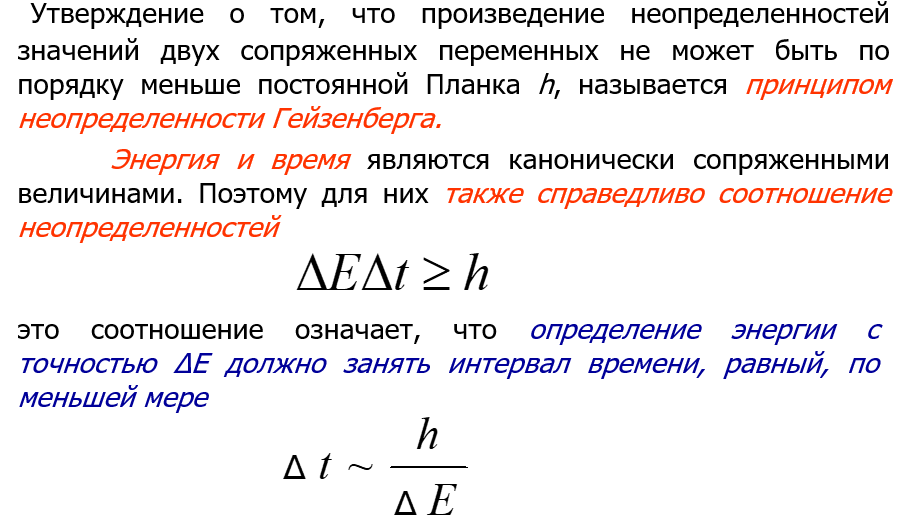 Утверждение о том, что произведение неопределенностей
значений двух сопряженных переменных не может быть по
порядку меньше постоянной Планка h, называется принципом
неопределенности Гейзенберга.
Энергия и время являются канонически сопряженными
величинами. Поэтому для них также справедливо соотношение
неопределенностей
ΔEΔt ≥ h
это соотношение означает, что определение энергии с
точностью ΔE должно занять интервал времени, равный, по
меньшей мере
Δ t ~ h / Δ E